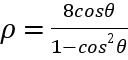 ρ = 8cosθ / 1−cos²θ